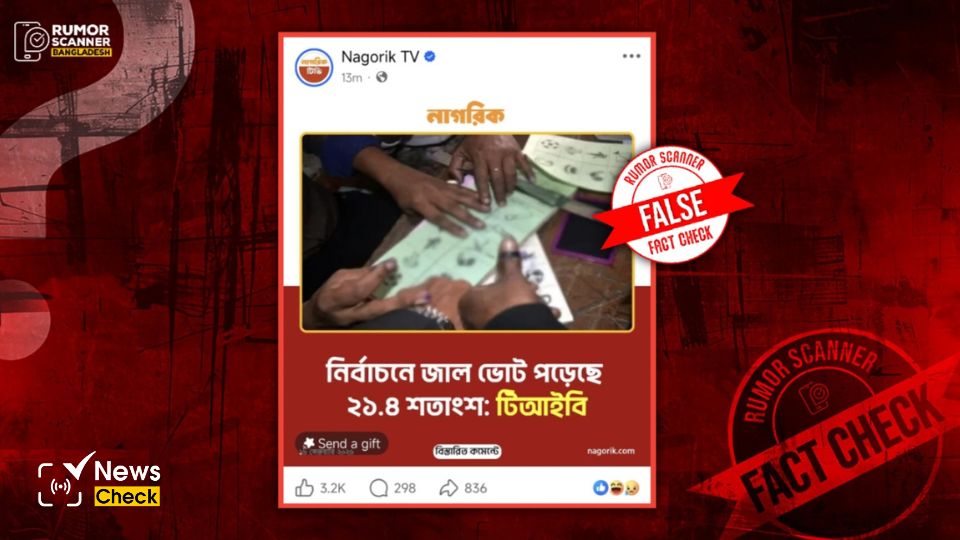 RUMOR
SCANNER
BANGLADESH
Nagorik TV
নাগরিক
টিভি
13m
নাগরিক
RUMOR SCANNER
FALSE
FACT CHECK
নির্বাচনে জাল ভোট পড়েছে
২১.৪ শতাংশ: টিআইবি
Send a gift
বিস্তারিত কমেন্টে
nagorik.com
3.2K
298
836
News
Check
RUMOR SCANNER
FACT CHECK